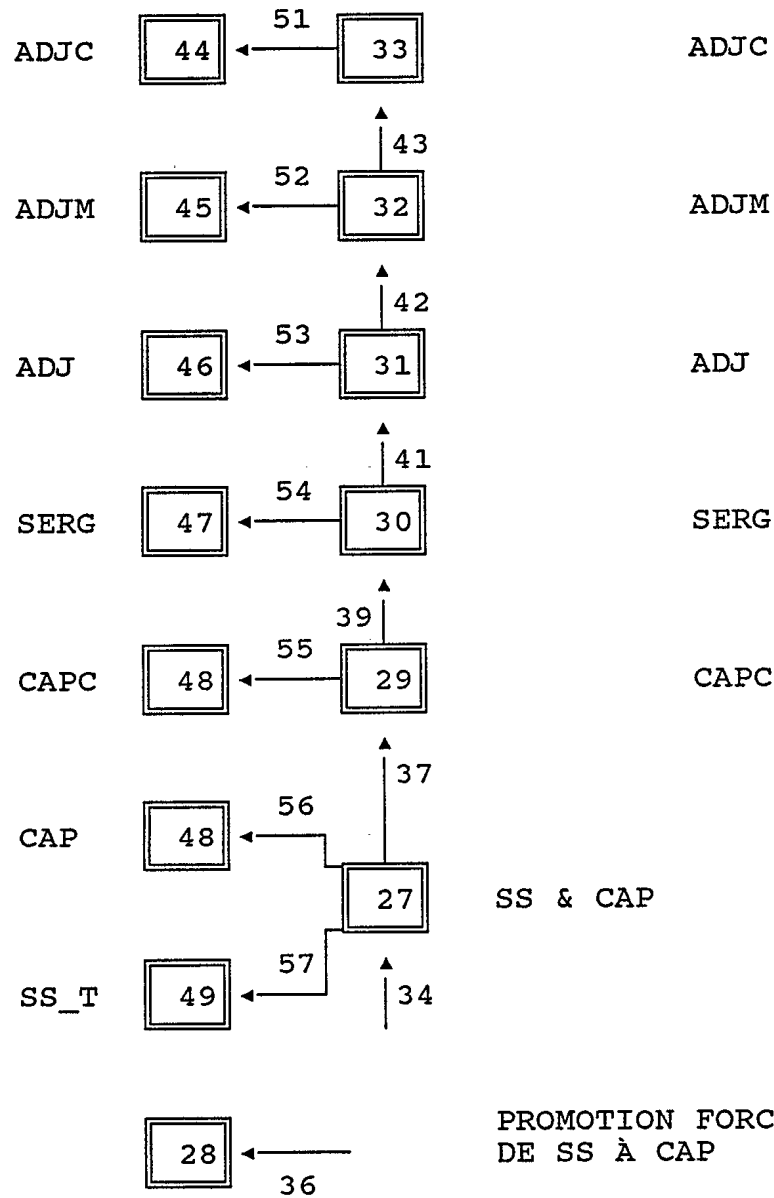 51
ADJC 44 33 ADJC
43
52
ADJM 45 32 ADJM
42
53
ADJ 46 31 ADJ
41
54
SERG 47 30 SERG
39
55
CAPC 48 29 CAPC
37
56
CAP 48
27 SS & CAP
57
SS_T 49 34
PROMOTION FORC
28 DE SS À CAP
36